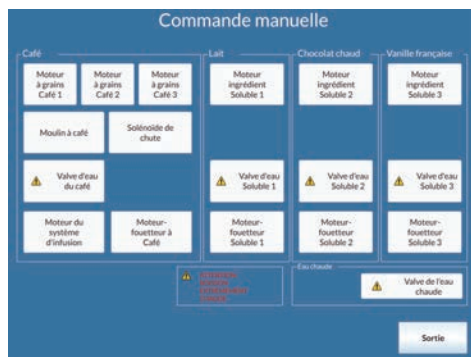 Commande manuelle
Café
Lait
Chocolat chaud
Vanille française
Moteur
à grains
Café 1
Moteur
à grains
Café 2
Moteur
à grains
Café 3
Moteur
ingrédient
Soluble 1
Moteur
ingrédient
Soluble 2
Moteur
ingrédient
Soluble 3
Moulin à café
Solénoïde de
chute
Valve d'eau
du café
Valve d'eau
Soluble 1
Valve d'eau
Soluble 2
Valve d'eau
Soluble 3
Moteur du
système
d'infusion
Moteur-
fouetteur à
Café
Moteur-
fouetteur
Soluble 1
Moteur-
fouetteur
Soluble 2
Moteur-
fouetteur
Soluble 3
Eau chaude
Valve de l'eau
chaude
Sortie